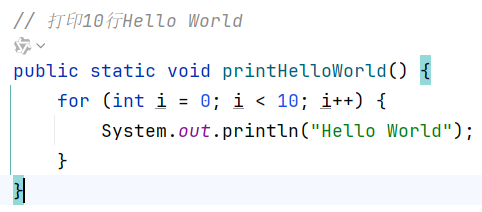 // 打印10行Hello World
public static void printHelloWorld() {
    for (int i = 0; i < 10; i++) {
        System.out.println("Hello World");
    }
}